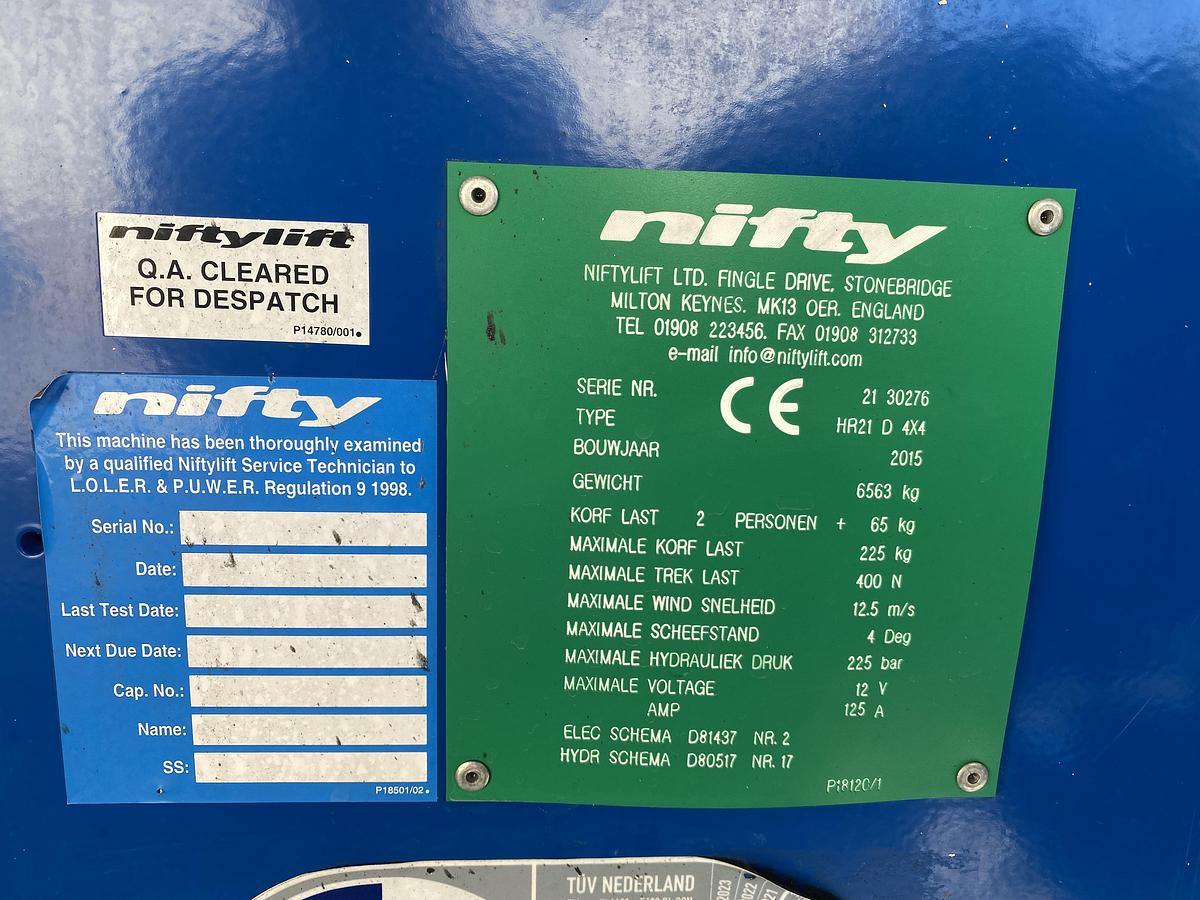 niftylift
Q.A. CLEARED
FOR DESPATCH
P14780/001
nifty
This machine has been thoroughly examined
by a qualified Niftylift Service Technician to
L.O.L.E.R. & P.U.W.E.R. Regulation 9 1998.
Serial No.:
Date:
Last Test Date:
Next Due Date:
Cap. No.:
Name:
SS:
P18501/02
nifty
NIFTYLIFT LTD. FINGLE DRIVE. STONEBRIDGE
MILTON KEYNES. MK13 OER. ENGLAND
TEL 01908 223456. FAX 01908 312733
e-mail info@niftylift.com
CE
SERIE NR. 21 30276
TYPE HR21 D 4X4
BOUWJAAR 2015
GEWICHT 6563 kg
KORF LAST 2 PERSONEN + 65 kg
MAXIMALE KORF LAST 225 kg
MAXIMALE TREK LAST 400 N
MAXIMALE WIND SNELHEID 12.5 m/s
MAXIMALE SCHEEFSTAND 4 Deg
MAXIMALE HYDRAULIEK DRUK 225 bar
MAXIMALE VOLTAGE 12 V
AMP 125 A
ELEC SCHEMA D81437 NR. 2
HYDR SCHEMA D80517 NR. 17
P18120/1
TÜV NEDERLAND
2023
2022